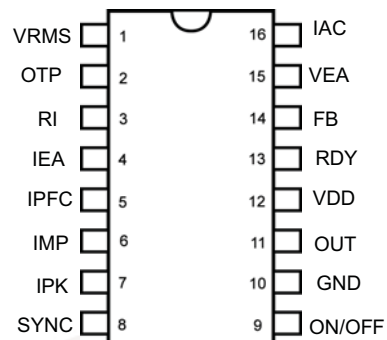 VRMS 1 16 IAC
OTP 2 15 VEA
RI 3 14 FB
IEA 4 13 RDY
IPFC 5 12 VDD
IMP 6 11 OUT
IPK 7 10 GND
SYNC 8 9 ON/OFF